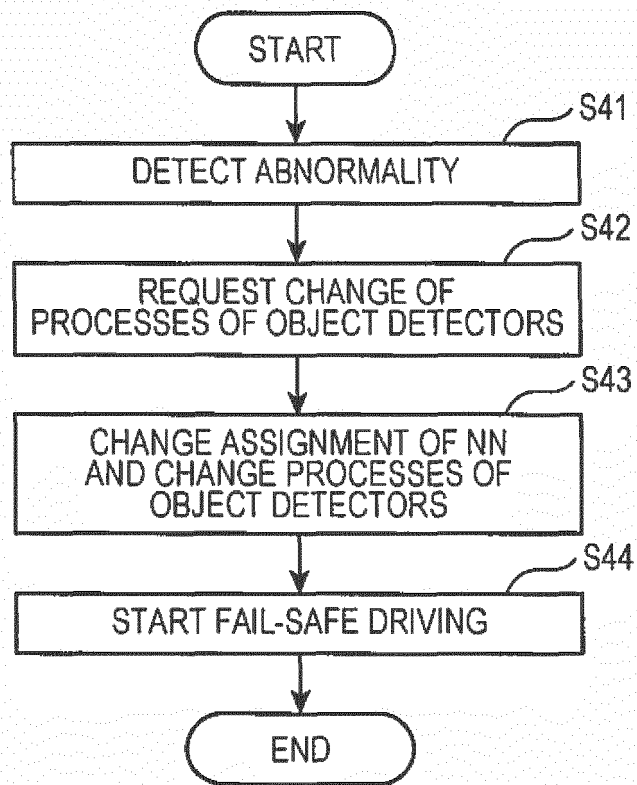 START
S41
DETECT ABNORMALITY
S42
REQUEST CHANGE OF
PROCESSES OF OBJECT DETECTORS
S43
CHANGE ASSIGNMENT OF NN
AND CHANGE PROCESSES OF
OBJECT DETECTORS
S44
START FAIL-SAFE DRIVING
END